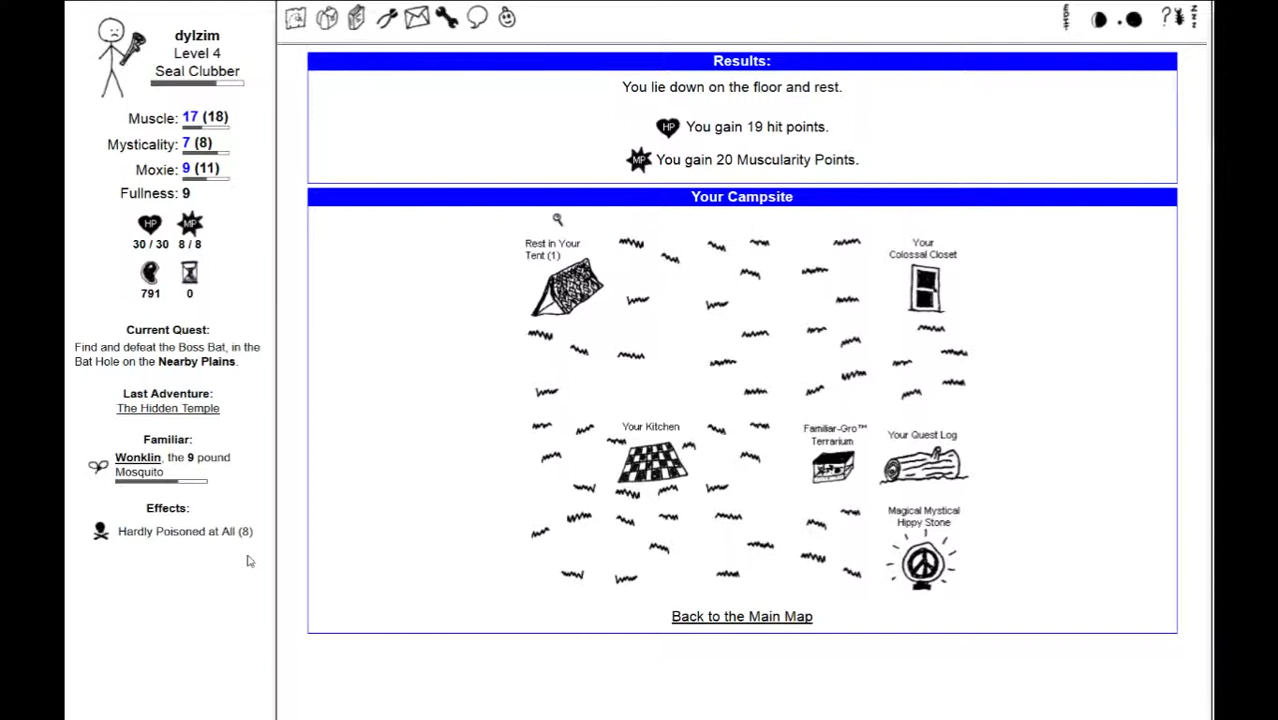 dylzim
Level 4
Seal Clubber
Muscle: 17 (18)
Mysticality: 7 (8)
Moxie: 9 (11)
Fullness: 9
HP MP
30 / 30 8 / 8
791 0
Current Quest:
Find and defeat the Boss Bat, in the
Bat Hole on the Nearby Plains.
Last Adventure:
The Hidden Temple
Familiar:
Wonklin, the 9 pound
Mosquito
Effects:
Hardly Poisoned at All (8)
Results:
You lie down on the floor and rest.
HP You gain 19 hit points.
MP You gain 20 Muscularity Points.
Your Campsite
Rest in Your
Tent (1)
Your
Colossal Closet
Your Kitchen
Familiar-Gro™
Terrarium
Your Quest Log
Magical Mystical
Hippy Stone
Back to the Main Map